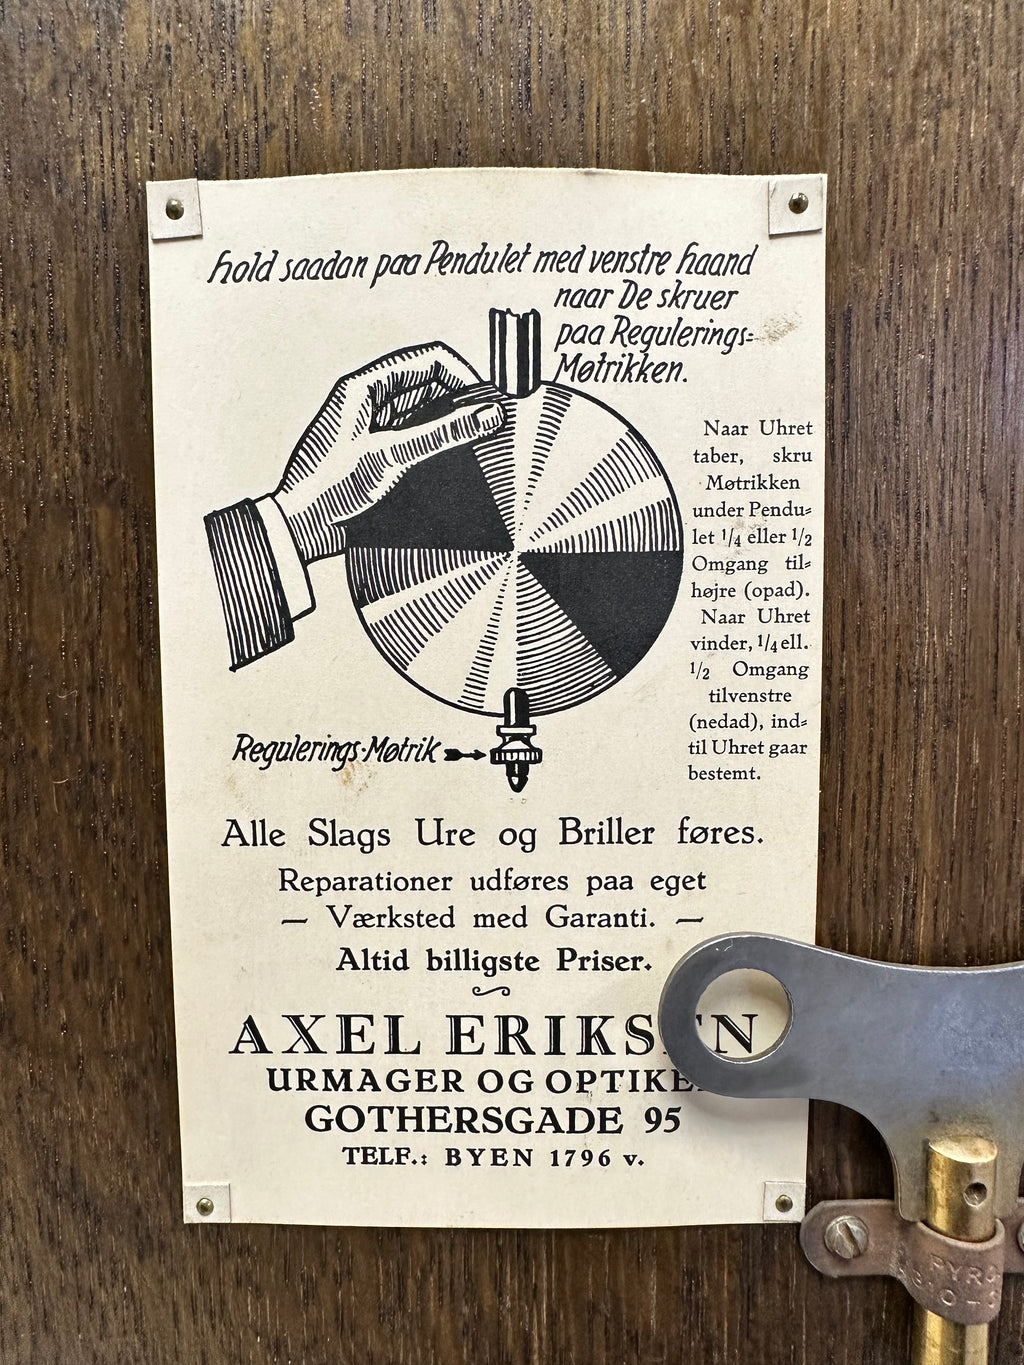 hold saadan paa Pendulet med venstre haand
naar De skruer
paa Regulerings=
Møtrikken.
Naar Uhret
taber, skru
Møtrikken
under Pendu=
let 1/4 eller 1/2
Omgang til=
højre (opad).
Naar Uhret
vinder, 1/4 ell.
1/2 Omgang
tilvenstre
(nedad), ind=
til Uhret gaar
bestemt.
Regulerings-Møtrik
Alle Slags Ure og Briller føres.
Reparationer udføres paa eget
— Værksted med Garanti. —
Altid billigste Priser.
AXEL ERIKSEN
URMAGER OG OPTIKER
GOTHERSGADE 95
TELF.: BYEN 1796 v.